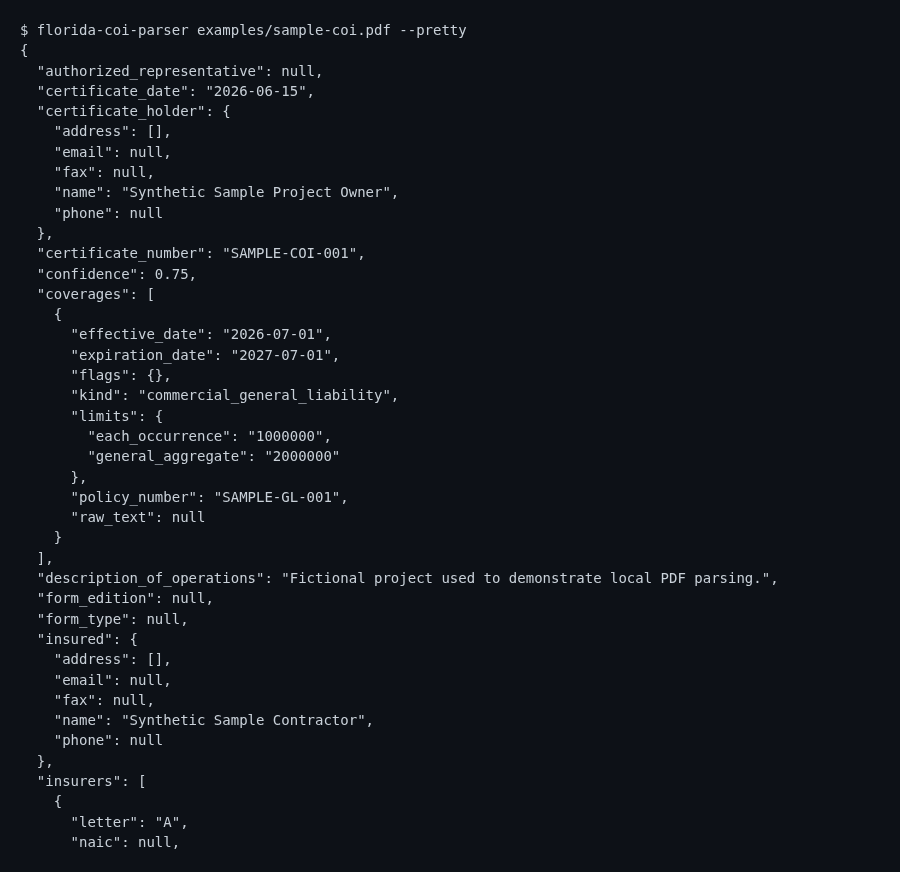 $ florida-coi-parser examples/sample-coi.pdf --pretty
{
  "authorized_representative": null,
  "certificate_date": "2026-06-15",
  "certificate_holder": {
    "address": [],
    "email": null,
    "fax": null,
    "name": "Synthetic Sample Project Owner",
    "phone": null
  },
  "certificate_number": "SAMPLE-COI-001",
  "confidence": 0.75,
  "coverages": [
    {
      "effective_date": "2026-07-01",
      "expiration_date": "2027-07-01",
      "flags": {},
      "kind": "commercial_general_liability",
      "limits": {
        "each_occurrence": "1000000",
        "general_aggregate": "2000000"
      },
      "policy_number": "SAMPLE-GL-001",
      "raw_text": null
    }
  ],
  "description_of_operations": "Fictional project used to demonstrate local PDF parsing.",
  "form_edition": null,
  "form_type": null,
  "insured": {
    "address": [],
    "email": null,
    "fax": null,
    "name": "Synthetic Sample Contractor",
    "phone": null
  },
  "insurers": [
    {
      "letter": "A",
      "naic": null,